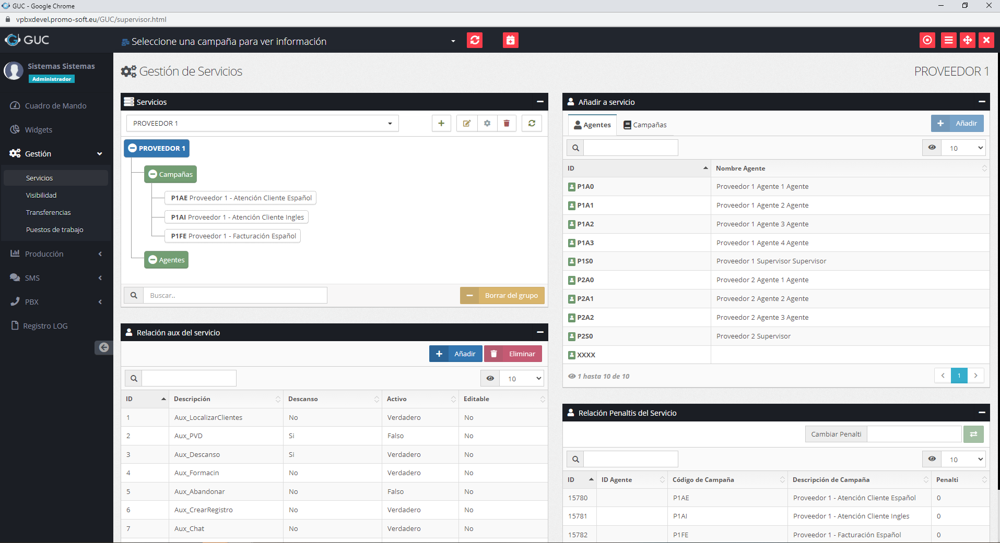 GUC - Google Chrome
vpbxdevel.promo-soft.eu/GUC/supervisor.html
GUC
Seleccione una campaña para ver información
Sistemas Sistemas
Administrador
Cuadro de Mando
Widgets
Gestión
Servicios
Visibilidad
Transferencias
Puestos de trabajo
Producción
SMS
PBX
Registro LOG
Gestión de Servicios
PROVEEDOR 1
Servicios
PROVEEDOR 1
PROVEEDOR 1
Campañas
P1AE Proveedor 1 - Atención Cliente Español
P1AI Proveedor 1 - Atención Cliente Ingles
P1FE Proveedor 1 - Facturación Español
Agentes
Buscar..
Borrar del grupo
Relación aux del servicio
Añadir
Eliminar
10
ID Descripción Descanso Activo Editable
1 Aux_LocalizarClientes No Verdadero No
2 Aux_PVD Si Falso No
3 Aux_Descanso Si Verdadero No
4 Aux_Formacin No Verdadero No
5 Aux_Abandonar No Falso No
6 Aux_CrearRegistro No Verdadero No
7 Aux_Chat No Verdadero No
Añadir a servicio
Agentes
Campañas
Añadir
10
ID Nombre Agente
P1A0 Proveedor 1 Agente 1 Agente
P1A1 Proveedor 1 Agente 2 Agente
P1A2 Proveedor 1 Agente 3 Agente
P1A3 Proveedor 1 Agente 4 Agente
P1S0 Proveedor 1 Supervisor Supervisor
P2A0 Proveedor 2 Agente 1 Agente
P2A1 Proveedor 2 Agente 2 Agente
P2A2 Proveedor 2 Agente 3 Agente
P2S0 Proveedor 2 Supervisor
XXXX
1 hasta 10 de 10
1
Relación Penaltis del Servicio
Cambiar Penalti
10
ID ID Agente Código de Campaña Descripción de Campaña Penalti
15780 P1AE Proveedor 1 - Atención Cliente Español 0
15781 P1AI Proveedor 1 - Atención Cliente Ingles 0
15782 P1FE Proveedor 1 - Facturación Español 0